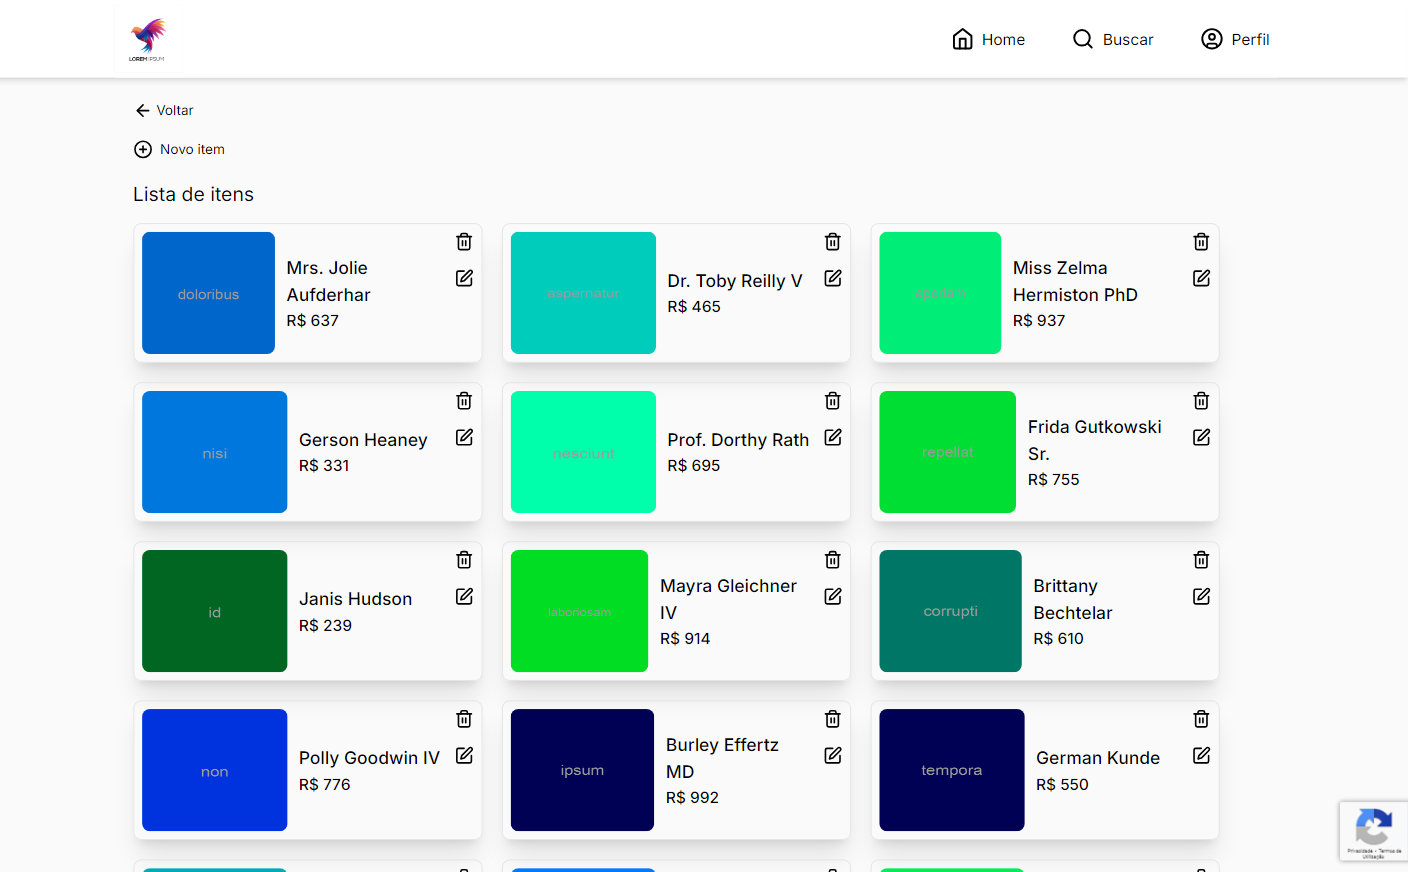 LOREM IPSUM
Home
Buscar
Perfil
Voltar
Novo item
Lista de itens
doloribus
Mrs. Jolie
Aufderhar
R$ 637
aspernatur
Dr. Toby Reilly V
R$ 465
aperiam
Miss Zelma
Hermiston PhD
R$ 937
nisi
Gerson Heaney
R$ 331
nesciunt
Prof. Dorthy Rath
R$ 695
repellat
Frida Gutkowski
Sr.
R$ 755
id
Janis Hudson
R$ 239
laboriosam
Mayra Gleichner
IV
R$ 914
corrupti
Brittany
Bechtelar
R$ 610
non
Polly Goodwin IV
R$ 776
ipsum
Burley Effertz
MD
R$ 992
tempora
German Kunde
R$ 550
Privacidade - Termos de
Utilização